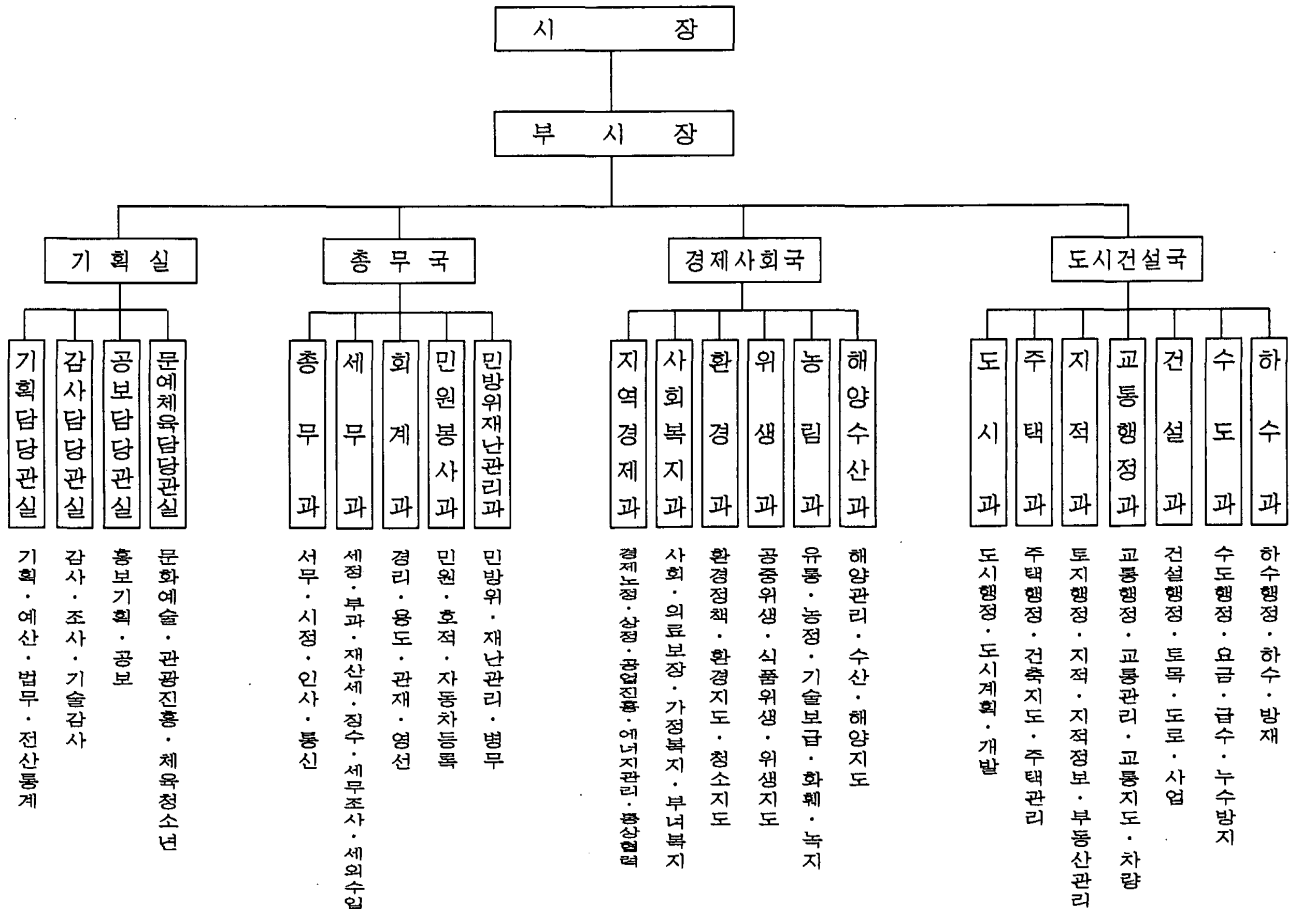 시 장
부 시 장
기 획 실
총 무 국
경제사회국
도시건설국
기획담당관실
감사담당관실
공보담당관실
문예체육담당관실
총 무 과
세 무 과
회 계 과
민원봉사과
민방위재난관리과
지역경제과
사회복지과
환 경 과
위 생 과
농 림 과
해양수산과
도 시 과
주 택 과
지 적 과
교통행정과
건 설 과
수 도 과
하 수 과
기획·예산·법무·전산통계
감사·조사·기술감사
홍보기획·공보
문화예술·관광진흥·체육청소년
서무·시정·인사·통신
세정·부과·재산세·징수·세무조사·세외수입
경리·용도·관재·영선
민원·호적·자동차등록
민방위·재난관리·병무
경제노정·상정·공업진흥·에너지관리·통상협력
사회·의료보장·가정복지·부녀복지
환경정책·환경지도·청소지도
공중위생·식품위생·위생지도
유통·농정·기술보급·화훼·녹지
해양관리·수산·해양지도
도시행정·도시계획·개발
주택행정·건축지도·주택관리
토지행정·지적·지적정보·부동산관리
교통행정·교통관리·교통지도·차량
건설행정·토목·도로·사업
수도행정·요금·급수·누수방지
하수행정·하수·방재